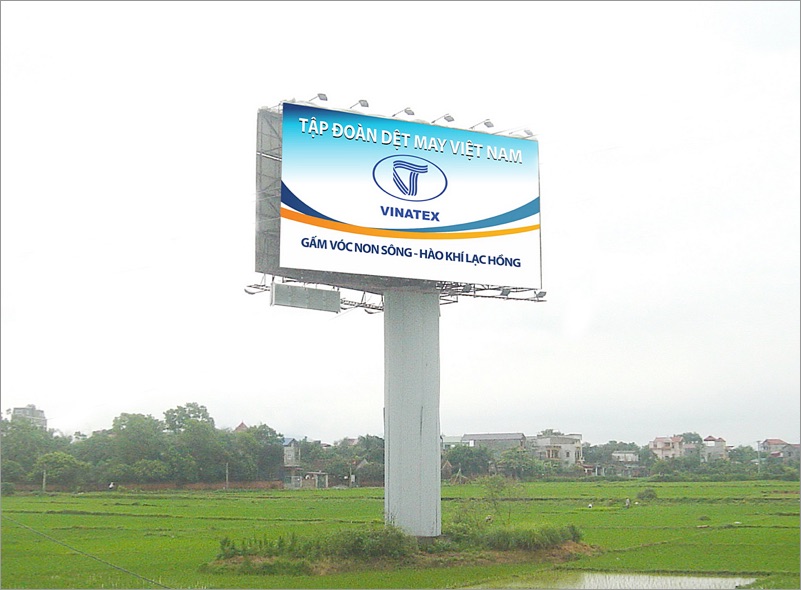 TẬP ĐOÀN DỆT MAY VIỆT NAM
VINATEX
GẤM VÓC NON SÔNG - HÀO KHÍ LẠC HỒNG